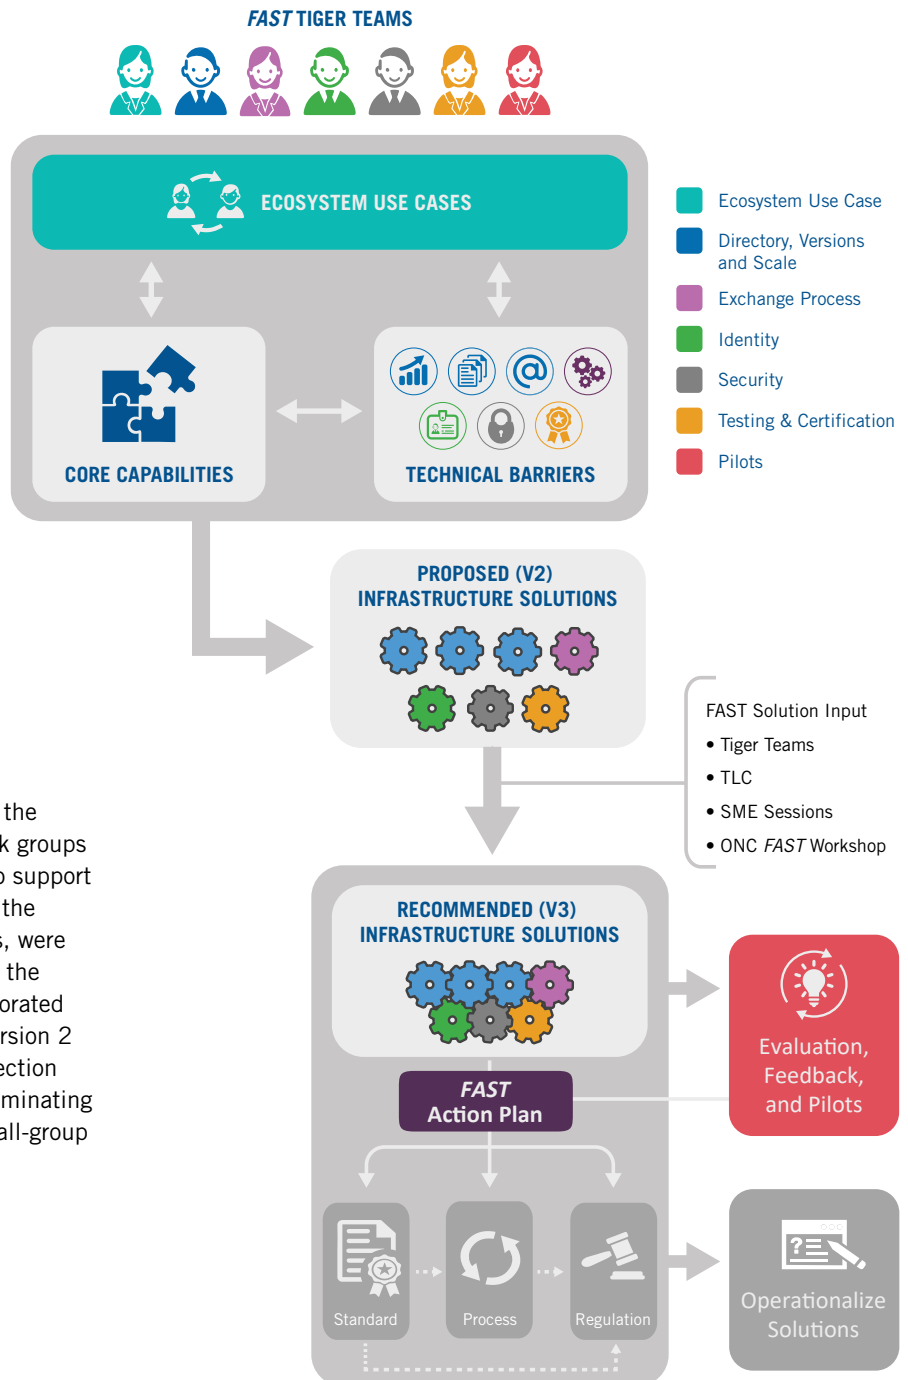 FAST TIGER TEAMS
ECOSYSTEM USE CASES
CORE CAPABILITIES
TECHNICAL BARRIERS
Ecosystem Use Case
Directory, Versions
and Scale
Exchange Process
Identity
Security
Testing & Certification
Pilots
PROPOSED (V2)
INFRASTRUCTURE SOLUTIONS
FAST Solution Input
• Tiger Teams
• TLC
• SME Sessions
• ONC FAST Workshop
the
k groups
o support
the
s, were
the
orated
rsion 2
ection
minating
all-group
RECOMMENDED (V3)
INFRASTRUCTURE SOLUTIONS
FAST
Action Plan
Evaluation,
Feedback,
and Pilots
Standard
Process
Regulation
Operationalize
Solutions